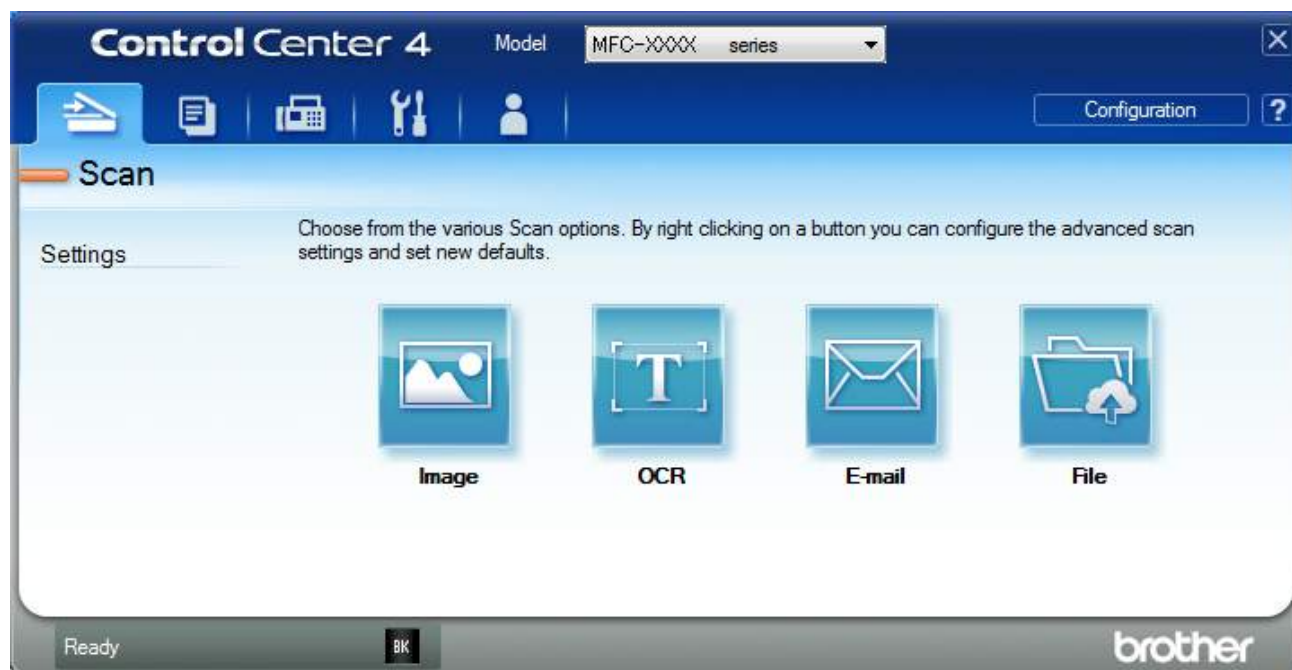 Control Center 4
Model
MFC-XXXX series
Configuration
?
Scan
Settings
Choose from the various Scan options. By right clicking on a button you can configure the advanced scan
settings and set new defaults.
T
Image
OCR
E-mail
File
Ready
BK
brother